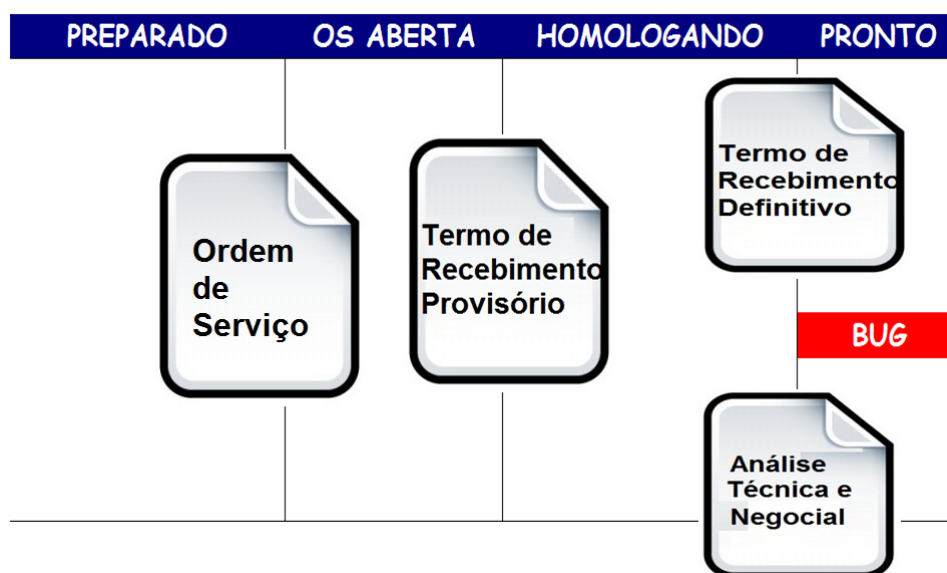 PREPARADO OS ABERTA HOMOLOGANDO PRONTO
Ordem
de
Serviço
Termo de
Recebimento
Provisório
Termo de
Recebimento
Definitivo
BUG
Análise
Técnica e
Negocial